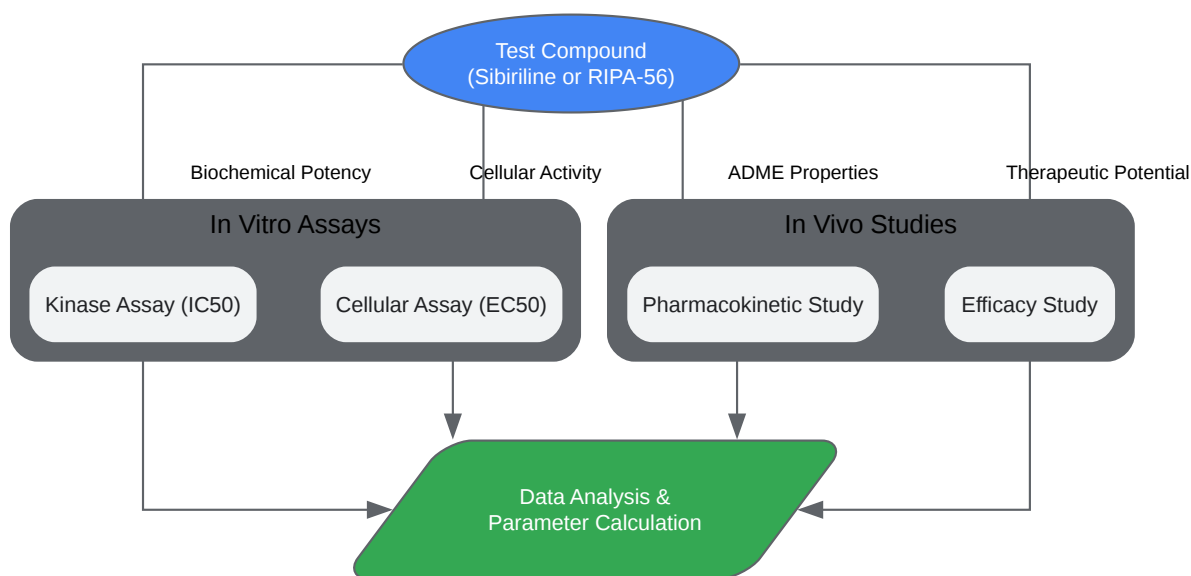 Test Compound
(Sibiriline or RIPA-56)
Biochemical Potency
Cellular Activity
ADME Properties
Therapeutic Potential
In Vitro Assays
In Vivo Studies
Kinase Assay (IC50)
Cellular Assay (EC50)
Pharmacokinetic Study
Efficacy Study
Data Analysis &
Parameter Calculation